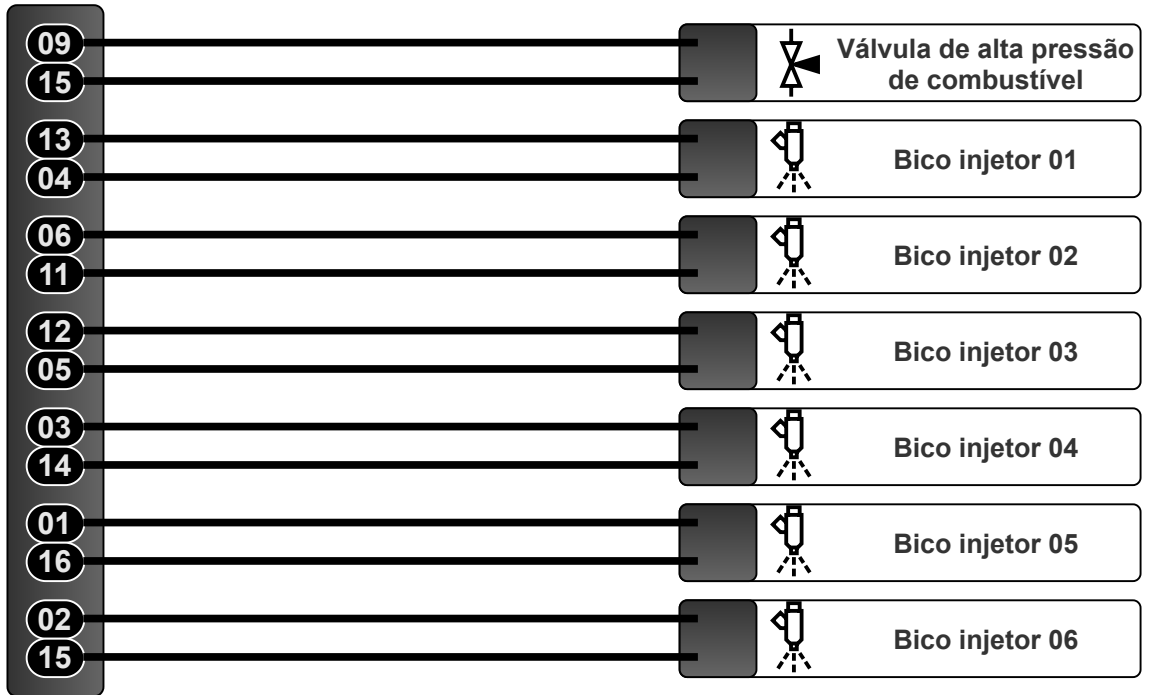 09
15
Válvula de alta pressão
de combustível
13
04
Bico injetor 01
06
11
Bico injetor 02
12
05
Bico injetor 03
03
14
Bico injetor 04
01
16
Bico injetor 05
02
15
Bico injetor 06